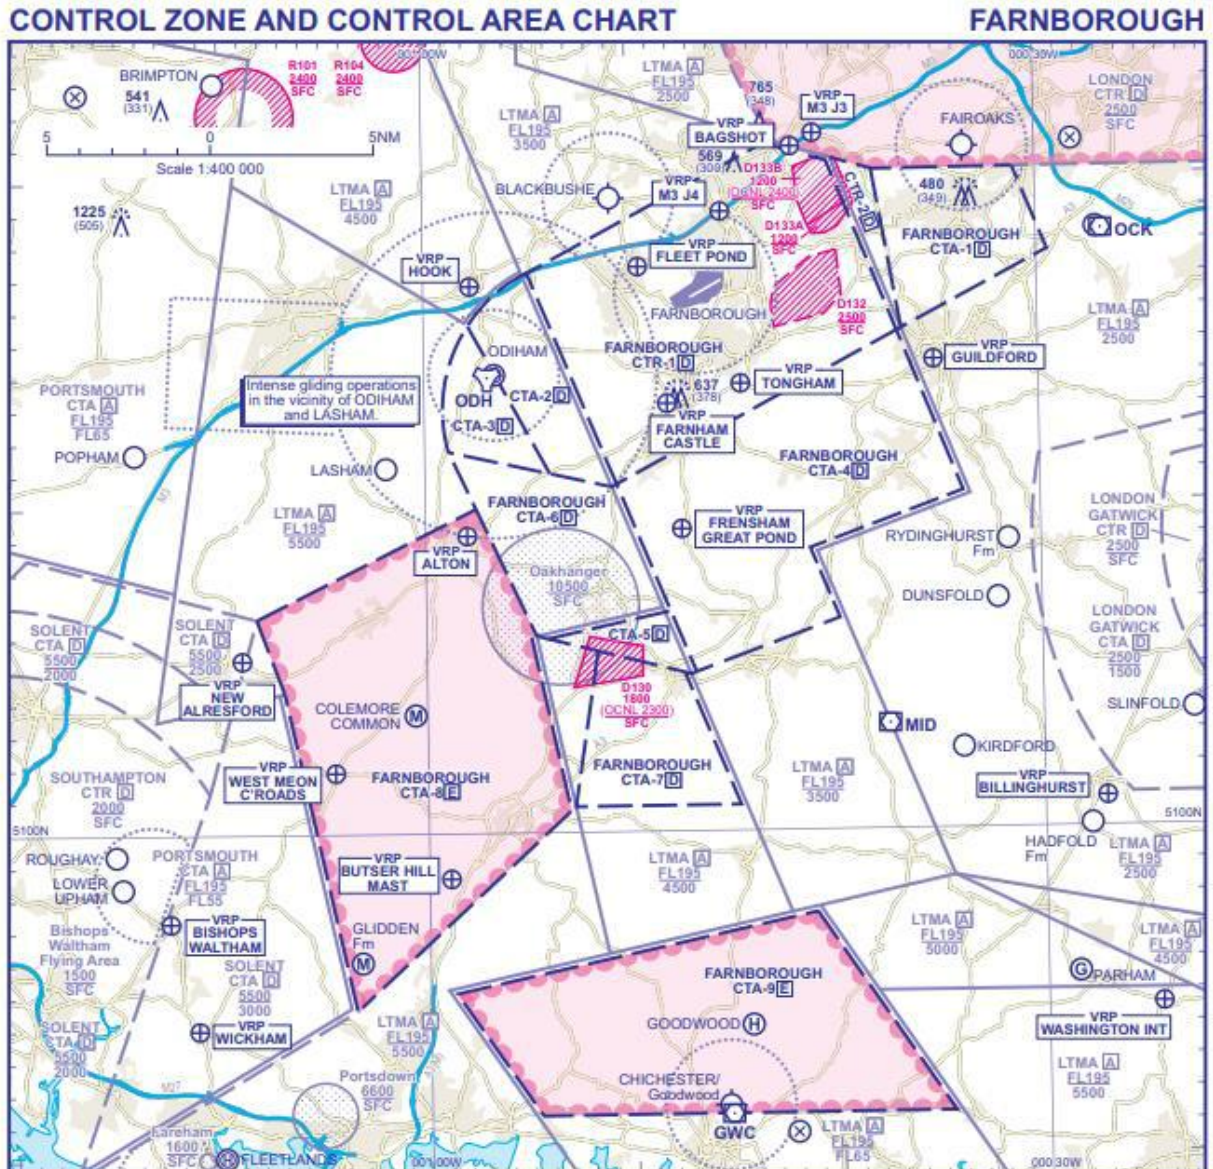 CONTROL ZONE AND CONTROL AREA CHART
FARNBOROUGH
BRIMPTON
541
(331)
R101
2400
SFC
R104
2400
SFC
001 00W
000 30W
LTMA A
FL195
2500
LONDON
CTR D
2500
SFC
765
(348)
VRP
M3 J3
FAIROAKS
VRP
BAGSHOT
LTMA A
FL195
3500
5
0
5NM
Scale 1:400 000
569
D133B
1200
(OCNL 2400)
SFC
CTR-2 D
480
(349)
LTMA A
FL195
4500
BLACKBUSHE
VRP
M3 J4
1225
(505)
D133A
1200
SFC
FARNBOROUGH
CTA-1 D
OCK
A3
VRP
HOOK
VRP
FLEET POND
FARNBOROUGH
D132
2500
SFC
LTMA A
FL195
2500
ODIHAM
FARNBOROUGH
CTR-1 D
VRP
GUILDFORD
Intense gliding operations
in the vicinity of ODIHAM
and LASHAM.
ODH
CTA-2 D
637
(378)
VRP
TONGHAM
PORTSMOUTH
CTA A
FL195
FL65
CTA-3 D
VRP
FARNHAM
CASTLE
POPHAM
LASHAM
FARNBOROUGH
CTA-4 D
M3
LTMA A
FL195
5500
FARNBOROUGH
CTA-6 D
VRP
FRENSHAM
GREAT POND
LONDON
GATWICK
CTR D
2500
SFC
RYDINGHURST
Fm
VRP
ALTON
Oakhanger
10500
SFC
DUNSFOLD
LONDON
GATWICK
CTA D
2500
1500
SOLENT
CTA D
5500
2000
SOLENT
CTA D
5500
2500
CTA-5 D
VRP
NEW
ALRESFORD
D130
1800
(OCNL 2300)
SFC
COLEMORE
COMMON
M
SLINFOLD
MID
A3
KIRDFORD
SOUTHAMPTON
CTR D
2000
SFC
VRP
WEST MEON
C'ROADS
FARNBOROUGH
CTA-8 E
FARNBOROUGH
CTA-7 D
LTMA A
FL195
3500
VRP
BILLINGHURST
5100N
5100N
ROUGHAY
LOWER
UPHAM
PORTSMOUTH
CTA A
FL195
FL55
VRP
BUTSER HILL
MAST
LTMA A
FL195
4500
HADFOLD
Fm
LTMA A
FL195
2500
Bishops
Waltham
Flying Area
1500
SFC
VRP
BISHOPS
WALTHAM
GLIDDEN
Fm
M
LTMA A
FL195
5000
LTMA A
FL195
4500
SOLENT
CTA D
5500
3000
FARNBOROUGH
CTA-9 E
G
PARHAM
SOLENT
CTA D
5500
2000
VRP
WICKHAM
LTMA A
FL195
5500
GOODWOOD H
VRP
WASHINGTON INT
M27
Portsdown
6600
SFC
CHICHESTER/
Goodwood
LTMA A
FL195
5500
GWC
LTMA A
FL195
FL65
Fareham
1600
SFC
H FLEETLANDS
001 00W
000 30W